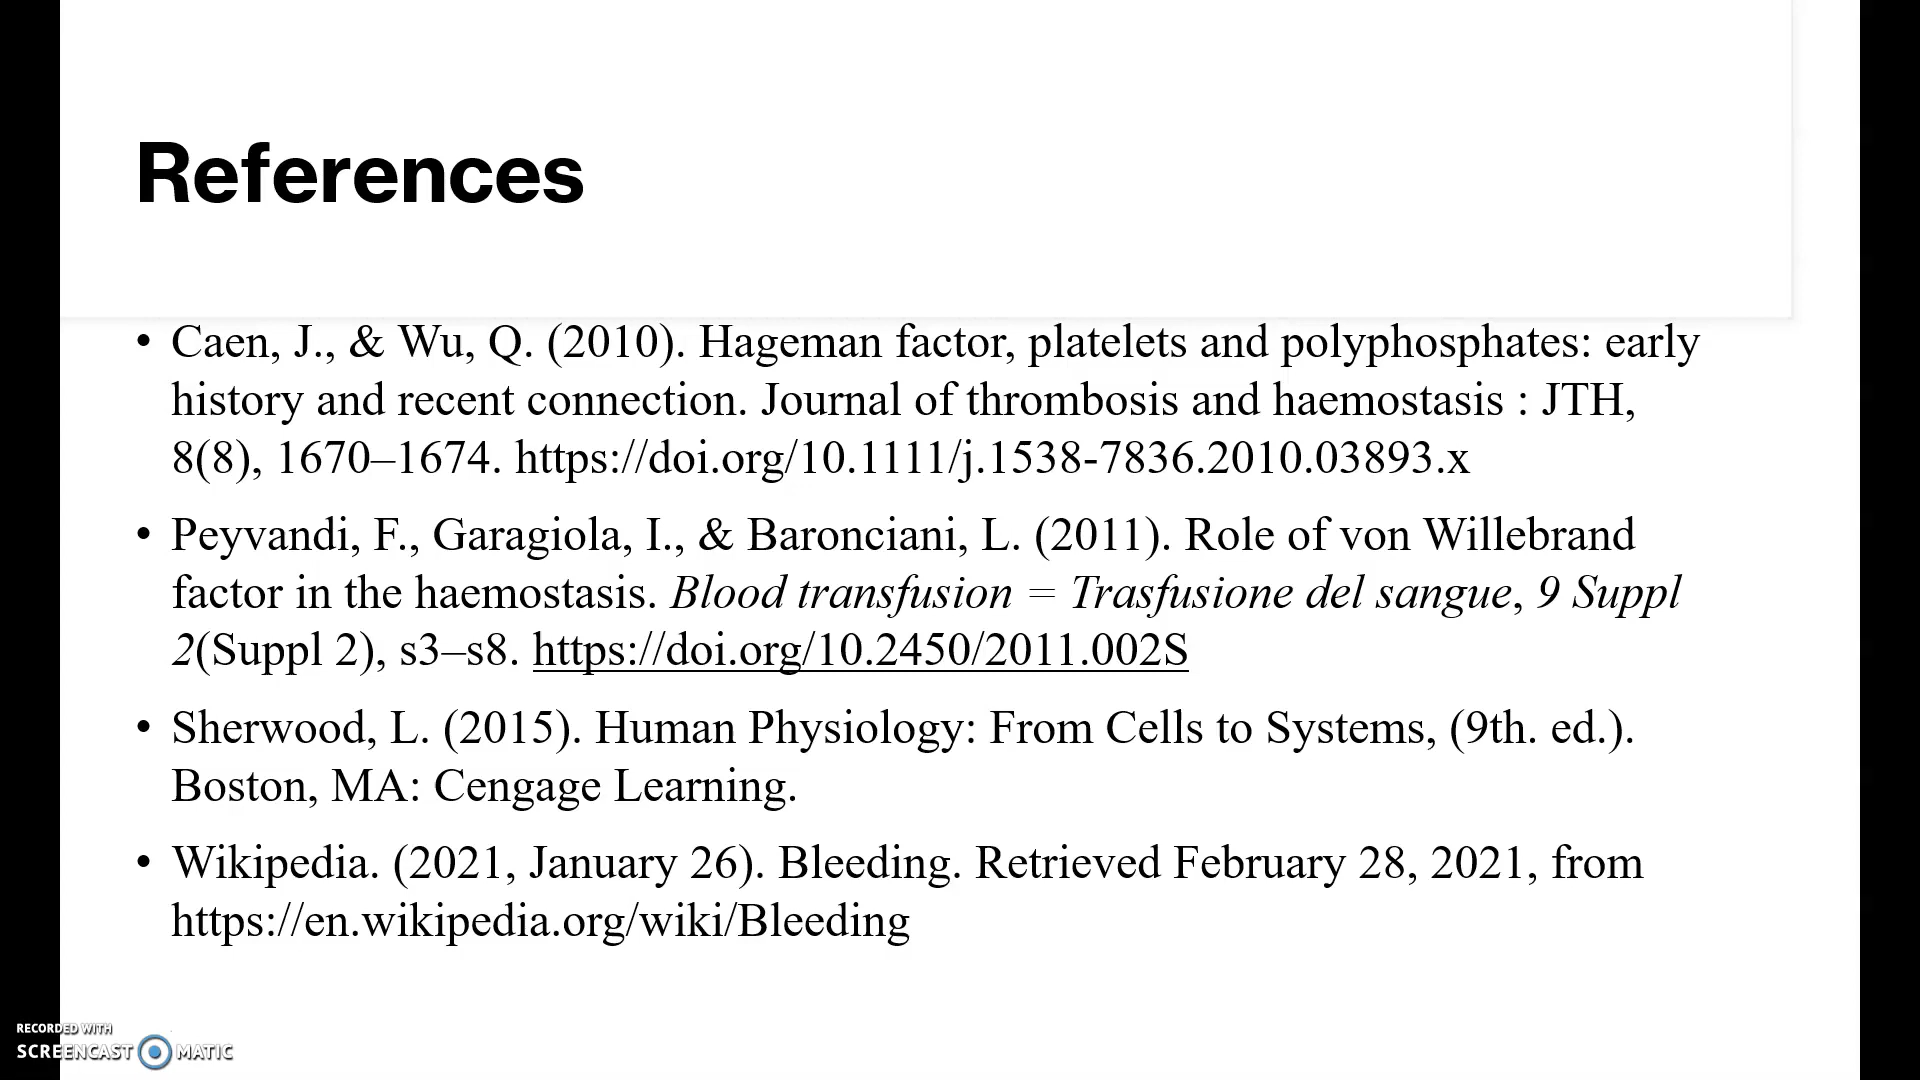 References
• Caen, J., & Wu, Q. (2010). Hageman factor, platelets and polyphosphates: early
history and recent connection. Journal of thrombosis and haemostasis : JTH,
8(8), 1670–1674. https://doi.org/10.1111/j.1538-7836.2010.03893.x
• Peyvandi, F., Garagiola, I., & Baronciani, L. (2011). Role of von Willebrand
factor in the haemostasis. Blood transfusion = Trasfusione del sangue, 9 Suppl
2(Suppl 2), s3–s8. https://doi.org/10.2450/2011.002S
• Sherwood, L. (2015). Human Physiology: From Cells to Systems, (9th. ed.).
Boston, MA: Cengage Learning.
• Wikipedia. (2021, January 26). Bleeding. Retrieved February 28, 2021, from
https://en.wikipedia.org/wiki/Bleeding
RECORDED WITH
SCREENCAST MATIC